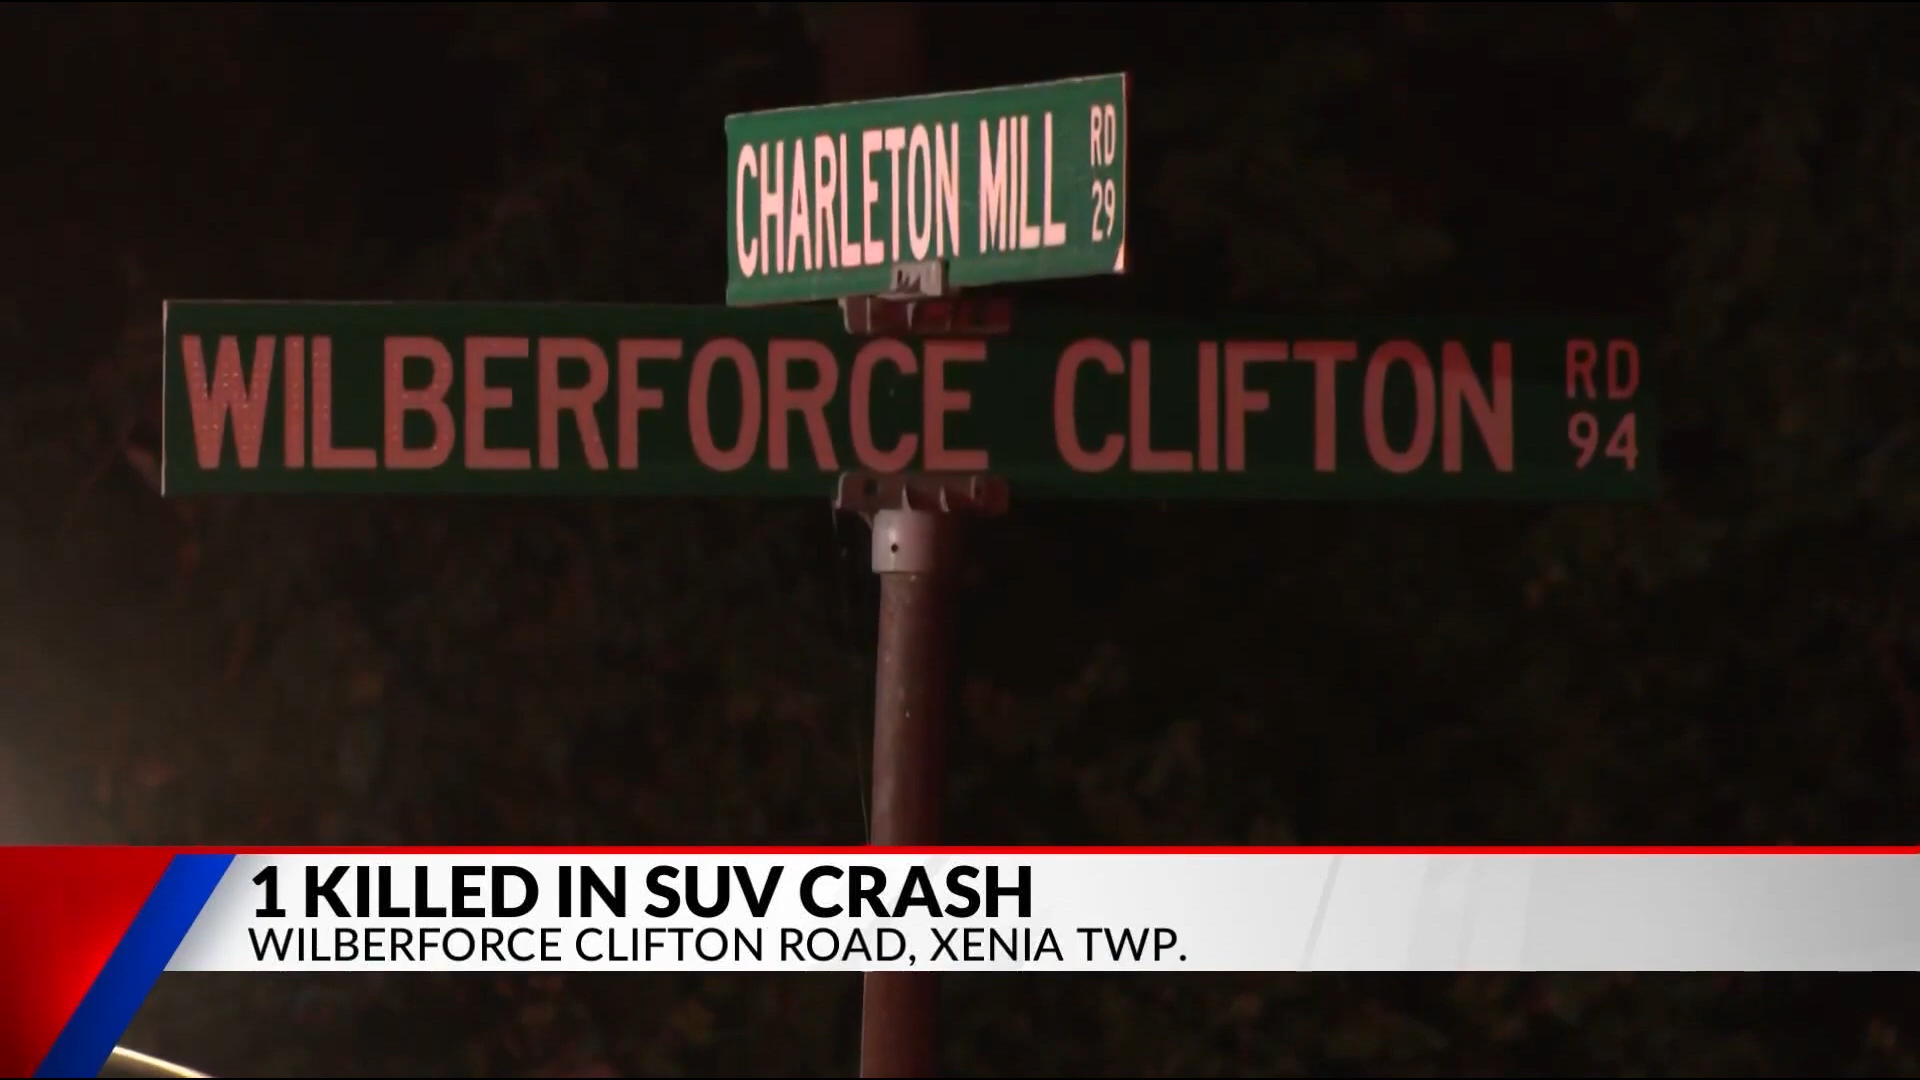 CHARLETON MILL RD 29
WILBERFORCE CLIFTON RD 94
1 KILLED IN SUV CRASH
WILBERFORCE CLIFTON ROAD, XENIA TWP.